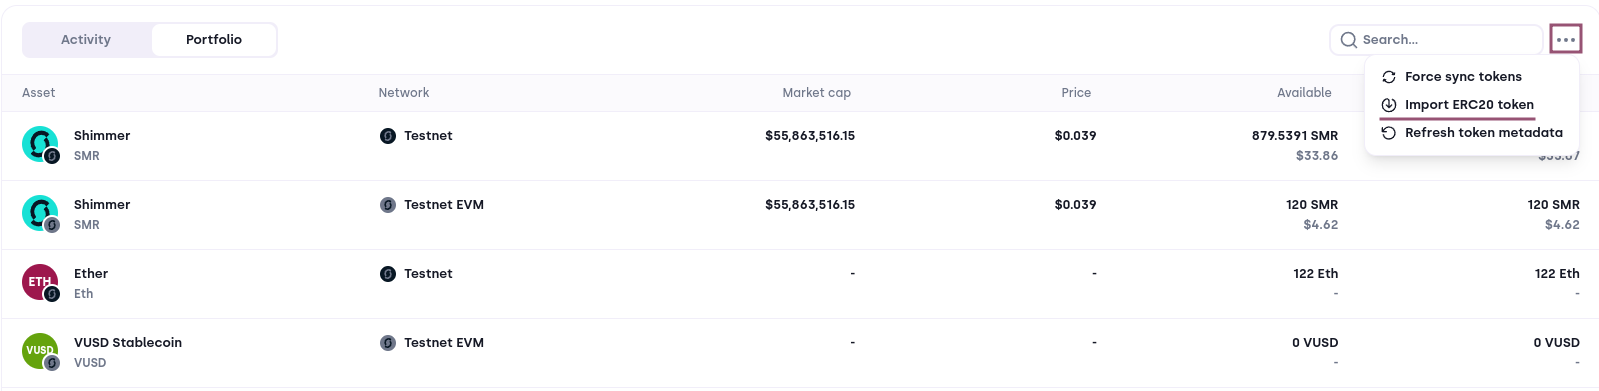 Activity Portfolio Search...
Force sync tokens
Import ERC20 token
Refresh token metadata
Asset Network Market cap Price Available
Shimmer Testnet $55,863,516.15 $0.039 879.5391 SMR
SMR $33.86
Shimmer Testnet EVM $55,863,516.15 $0.039 120 SMR 120 SMR
SMR $4.62 $4.62
ETH Ether Testnet - - 122 Eth 122 Eth
Eth - -
VUSD VUSD Stablecoin Testnet EVM - - 0 VUSD 0 VUSD
VUSD - -